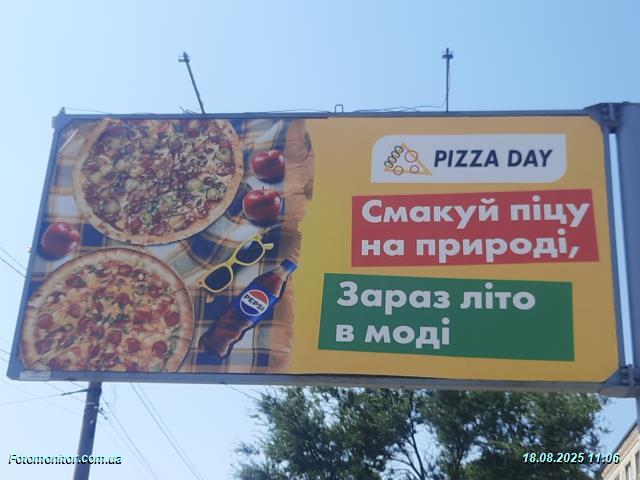 PIZZA DAY
Смакуй піцу
на природі,
Зараз літо
в моді
PEPSI
Fotomonitor.com.ua
18.08.2025 11:06